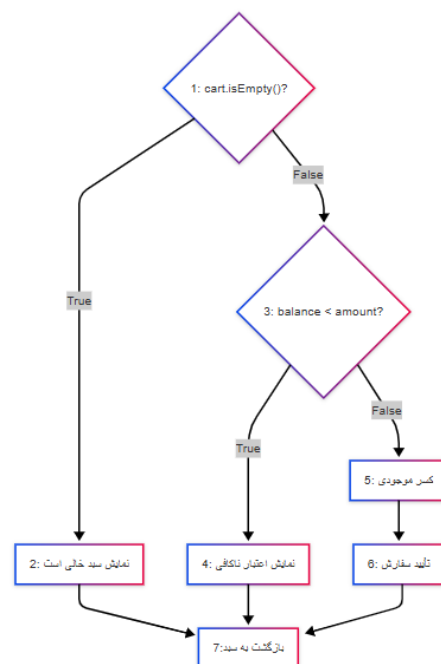 1: cart.isEmpty()?
False
True
3: balance < amount?
False
True
5: کسر موجودی
2: نمایش سبد خالی است
4: نمایش اعتبار ناکافی
6: تأیید سفارش
7:بازگشت به سبد